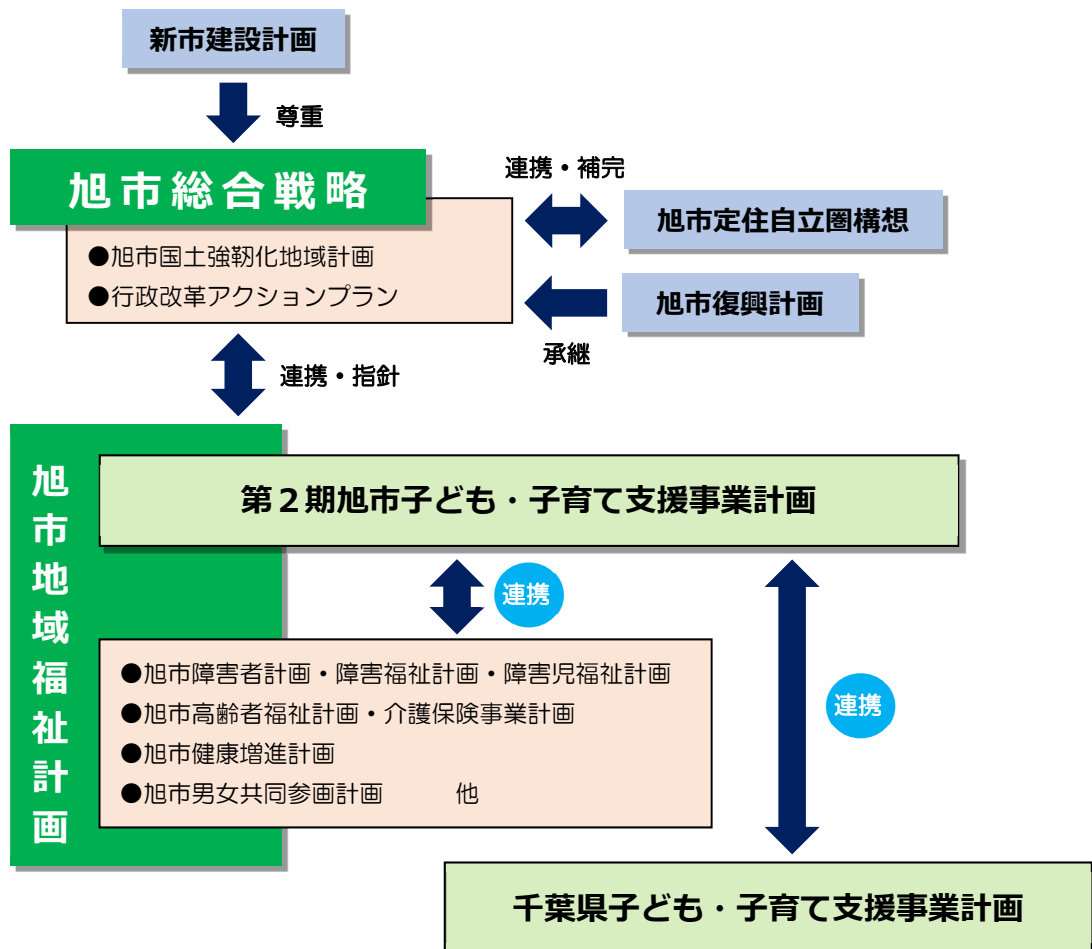 新市建設計画
尊重
旭市総合戦略
連携・補完
旭市定住自立圏構想
●旭市国土強靭化地域計画
●行政改革アクションプラン
旭市復興計画
承継
連携・指針
旭市地域福祉計画
第２期旭市子ども・子育て支援事業計画
連携
●旭市障害者計画・障害福祉計画・障害児福祉計画
●旭市高齢者福祉計画・介護保険事業計画
●旭市健康増進計画
●旭市男女共同参画計画　　　他
連携
千葉県子ども・子育て支援事業計画